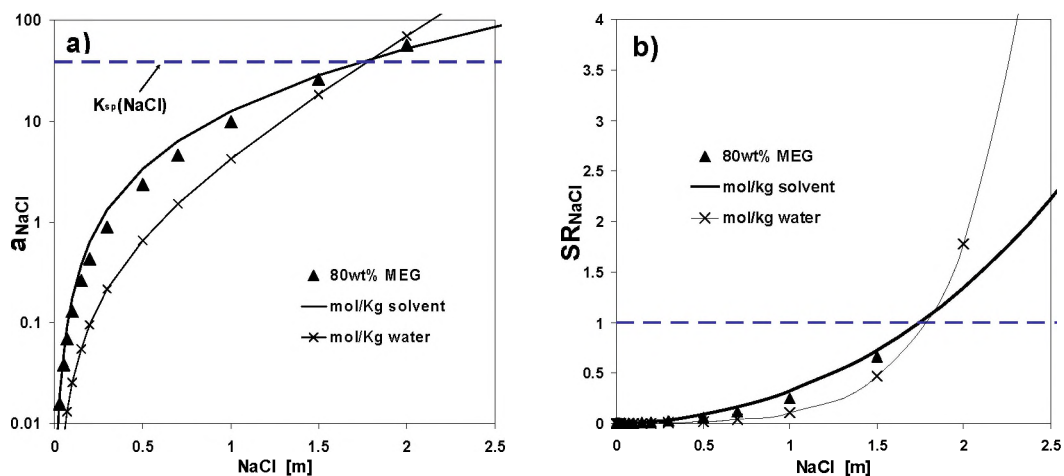 a)
100
10
1
0.1
0.01
aNaCl
Ksp(NaCl)
80wt% MEG
mol/Kg solvent
mol/Kg water
0 0.5 1 1.5 2 2.5
NaCl [m]
b)
4
3.5
3
2.5
2
1.5
1
0.5
0
SRNaCl
80wt% MEG
mol/kg solvent
mol/kg water
0 0.5 1 1.5 2 2.5
NaCl [m]